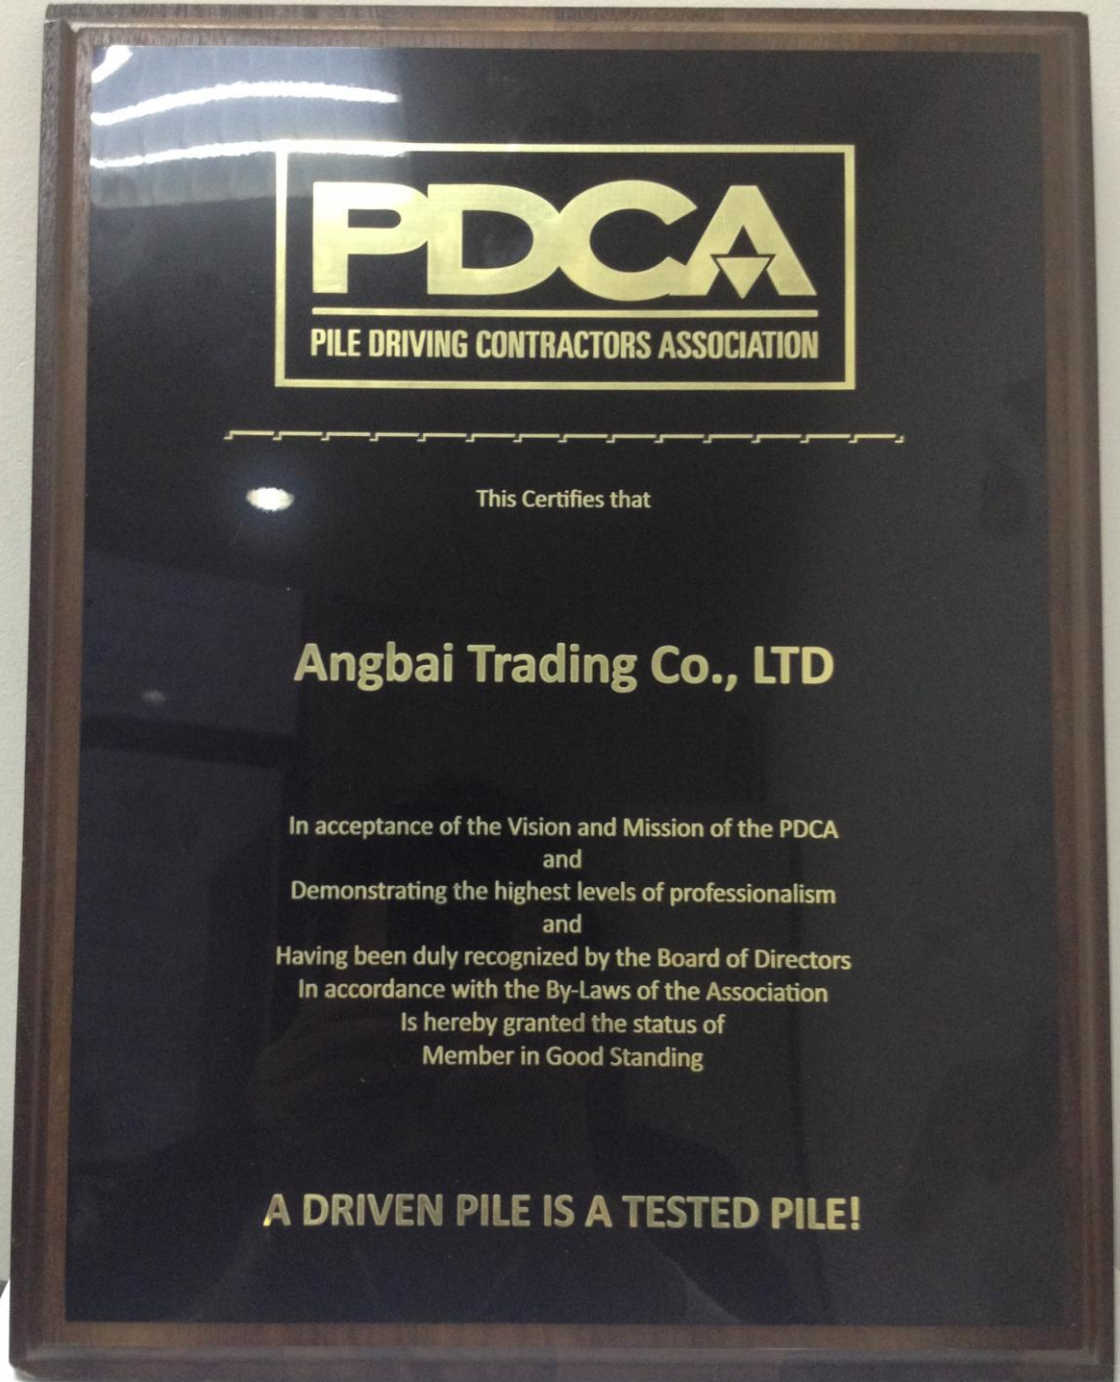 PDCA
PILE DRIVING CONTRACTORS ASSOCIATION
This Certifies that
Angbai Trading Co., LTD
In acceptance of the Vision and Mission of the PDCA
and
Demonstrating the highest levels of professionalism
and
Having been duly recognized by the Board of Directors
In accordance with the By-Laws of the Association
Is hereby granted the status of
Member in Good Standing
A DRIVEN PILE IS A TESTED PILE!